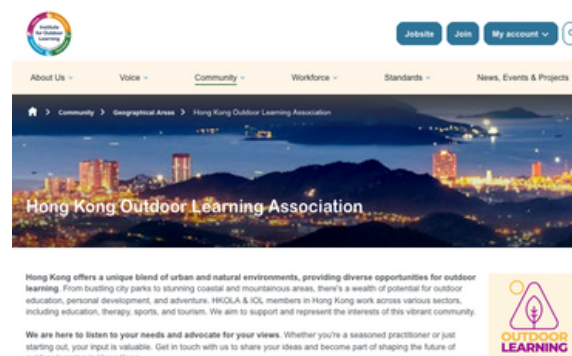 Institute
for Outdoor
Learning
Jobsite
Join
My account
About Us
Voice
Community
Workforce
Standards
News, Events & Projects
Community > Geographical Areas > Hong Kong Outdoor Learning Association
Hong Kong Outdoor Learning Association
Hong Kong offers a unique blend of urban and natural environments, providing diverse opportunities for outdoor
learning. From bustling city parks to stunning coastal and mountainous areas, there's a wealth of potential for outdoor
education, personal development, and adventure. HKOLA & IOL members in Hong Kong work across various sectors,
including education, therapy, sports, and tourism. We aim to support and represent the interests of this vibrant community.
We are here to listen to your needs and advocate for your views. Whether you're a seasoned practitioner or just
starting out, your input is valuable. Get in touch with us to share your ideas and become part of shaping the future of
OUTDOOR
LEARNING